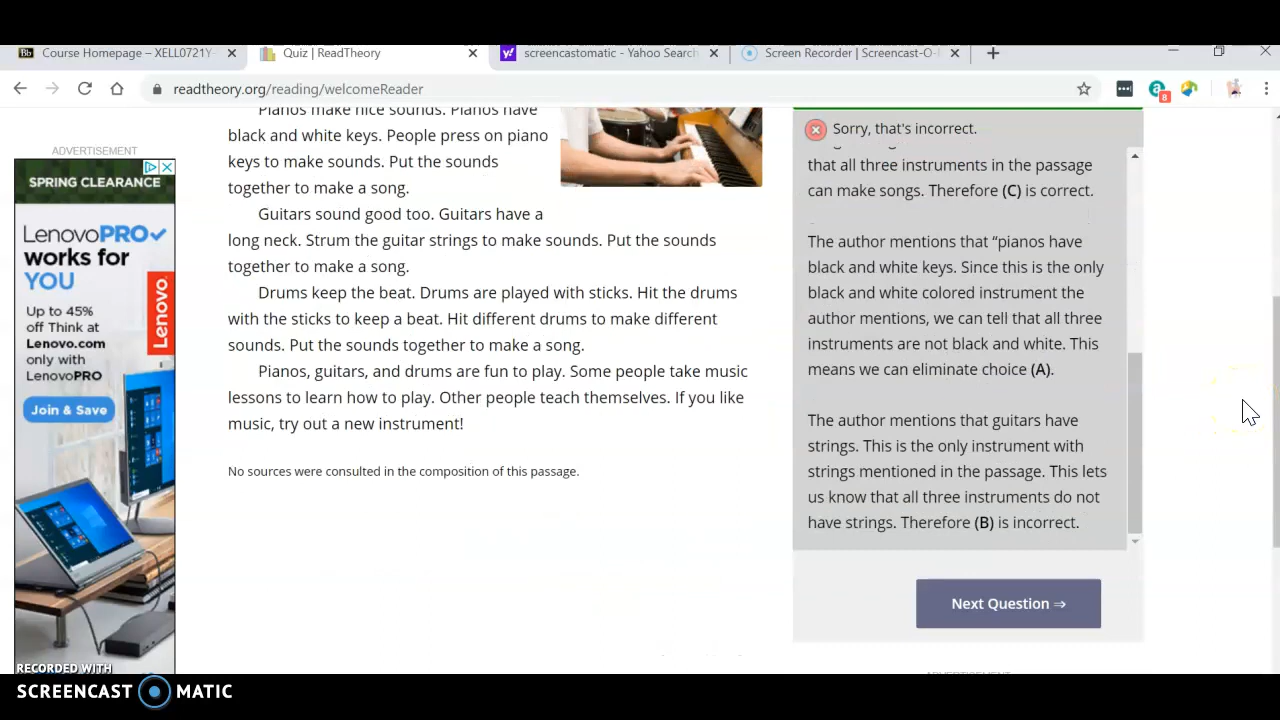 Course Homepage – XELL0721Y
Quiz | ReadTheory
screencastomatic - Yahoo Search
Screen Recorder | Screencast-O-
readtheory.org/reading/welcomeReader
8
ADVERTISEMENT
SPRING CLEARANCE
LenovoPRO
works for
YOU
Up to 45%
off Think at
Lenovo.com
only with
LenovoPRO
Join & Save
Lenovo
RECORDED WITH
SCREENCAST MATIC
Pianos make nice sounds. Pianos have
black and white keys. People press on piano
keys to make sounds. Put the sounds
together to make a song.
Guitars sound good too. Guitars have a
long neck. Strum the guitar strings to make sounds. Put the sounds
together to make a song.
Drums keep the beat. Drums are played with sticks. Hit the drums
with the sticks to keep a beat. Hit different drums to make different
sounds. Put the sounds together to make a song.
Pianos, guitars, and drums are fun to play. Some people take music
lessons to learn how to play. Other people teach themselves. If you like
music, try out a new instrument!
No sources were consulted in the composition of this passage.
Sorry, that's incorrect.
that all three instruments in the passage
can make songs. Therefore (C) is correct.
The author mentions that “pianos have
black and white keys. Since this is the only
black and white colored instrument the
author mentions, we can tell that all three
instruments are not black and white. This
means we can eliminate choice (A).
The author mentions that guitars have
strings. This is the only instrument with
strings mentioned in the passage. This lets
us know that all three instruments do not
have strings. Therefore (B) is incorrect.
Next Question ⇒
ADVERTISEMENT